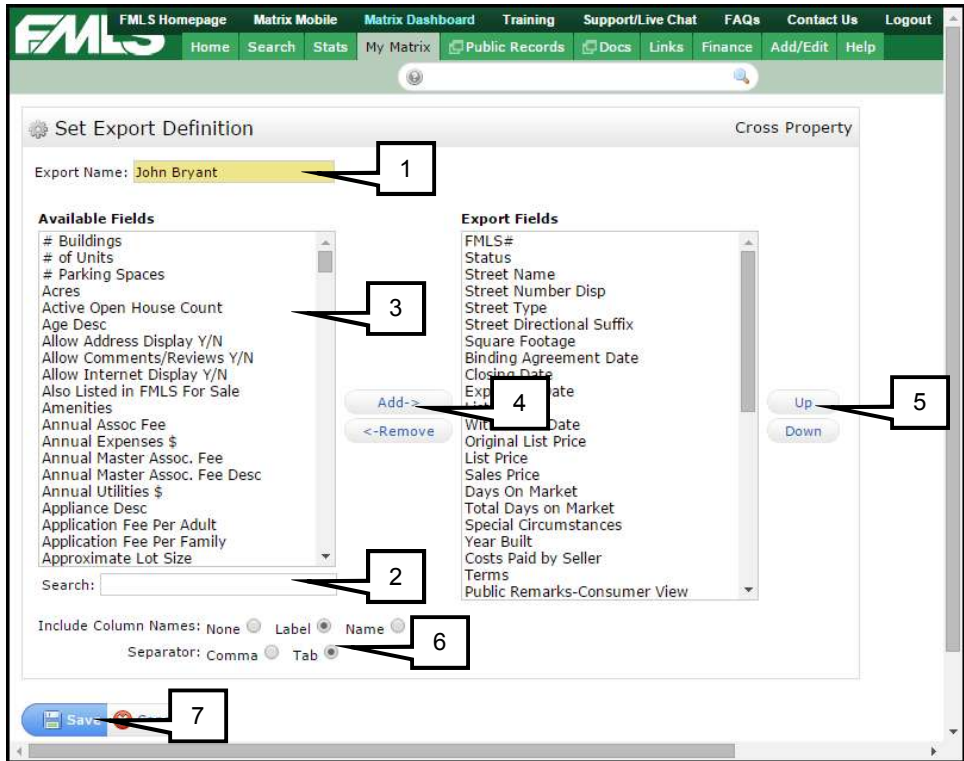 FMLS
FMLS Homepage Matrix Mobile Matrix Dashboard Training Support/Live Chat FAQs Contact Us Logout
Home Search Stats My Matrix Public Records Docs Links Finance Add/Edit Help
Set Export Definition Cross Property
Export Name: John Bryant
1
Available Fields
# Buildings
# of Units
# Parking Spaces
Acres
Active Open House Count
Age Desc
Allow Address Display Y/N
Allow Comments/Reviews Y/N
Allow Internet Display Y/N
Also Listed in FMLS For Sale
Amenities
Annual Assoc Fee
Annual Expenses $
Annual Master Assoc. Fee
Annual Master Assoc. Fee Desc
Annual Utilities $
Appliance Desc
Application Fee Per Adult
Application Fee Per Family
Approximate Lot Size
3
Search:
2
Add->
4
<-Remove
Export Fields
FMLS#
Status
Street Name
Street Number Disp
Street Type
Street Directional Suffix
Square Footage
Binding Agreement Date
Closing Date
Date
Date
Original List Price
List Price
Sales Price
Days On Market
Total Days on Market
Special Circumstances
Year Built
Costs Paid by Seller
Terms
Public Remarks-Consumer View
Up
5
Down
Include Column Names: None Label Name
Separator: Comma Tab
6
Save
7